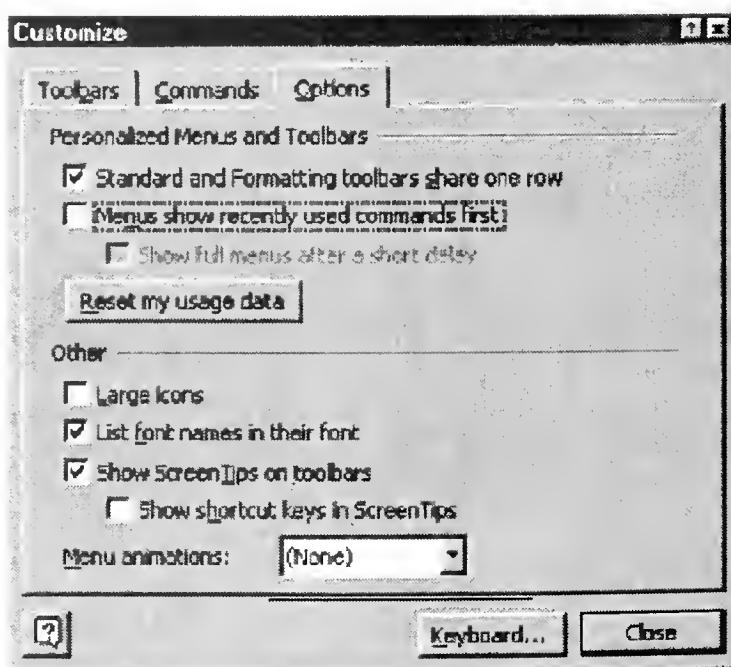 Customize
Toolbars Commands Options
Personalized Menus and Toolbars
Standard and Formatting toolbars share one row
Menus show recently used commands first
Show full menus after a short delay
Reset my usage data
Other
Large icons
List font names in their font
Show ScreenTips on toolbars
Show shortcut keys in ScreenTips
Menu animations: (None)
Keyboard... Close